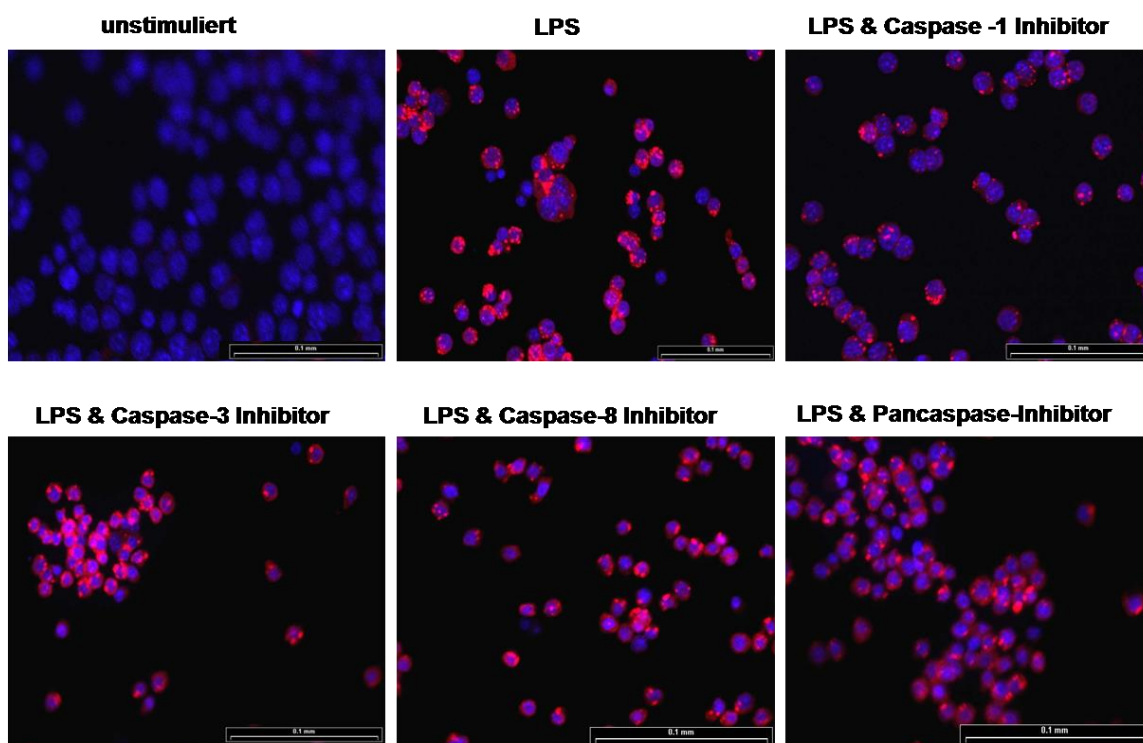 unstimuliert
LPS
LPS & Caspase -1 Inhibitor
0.1 mm
0.1 mm
0.1 mm
LPS & Caspase-3 Inhibitor
LPS & Caspase-8 Inhibitor
LPS & Pancaspase-Inhibitor
0.1 mm
0.1 mm
0.1 mm